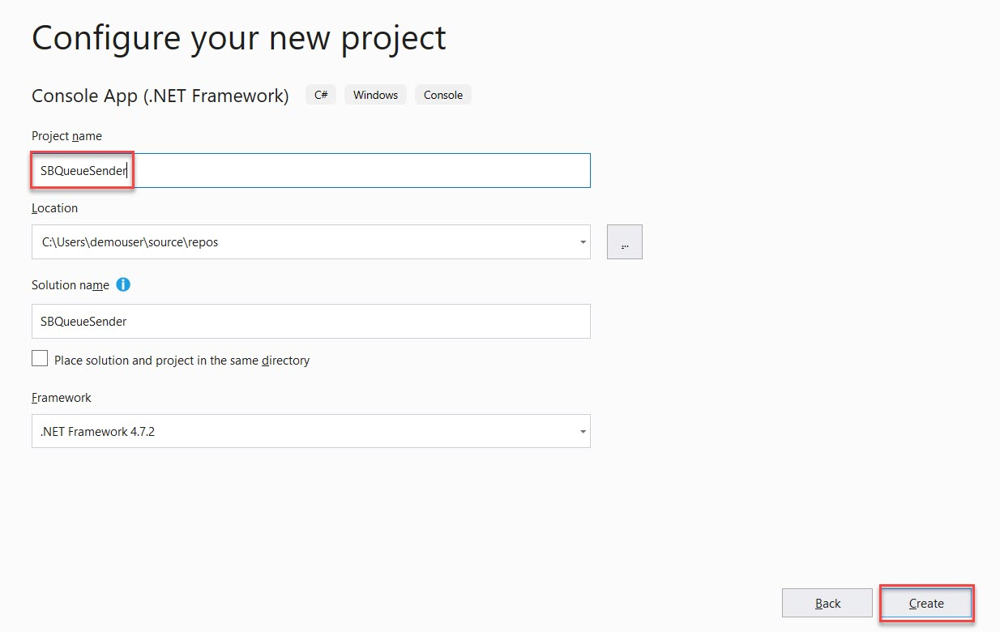 Configure your new project
Console App (.NET Framework) C# Windows Console
Project name
SBQueueSender
Location
C:\Users\demouser\source\repos
...
Solution name
SBQueueSender
Place solution and project in the same directory
Framework
.NET Framework 4.7.2
Back Create